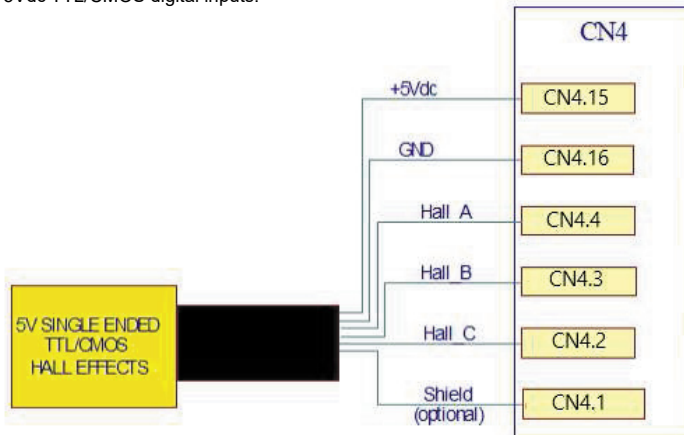 5Vdc TTL/CMOS digital inputs.
CN4
+5Vdc
CN4.15
GND
CN4.16
Hall_A
CN4.4
Hall_B
CN4.3
Hall_C
CN4.2
Shield
(optional)
CN4.1
5V SINGLE ENDED
TTL/CMOS
HALL EFFECTS